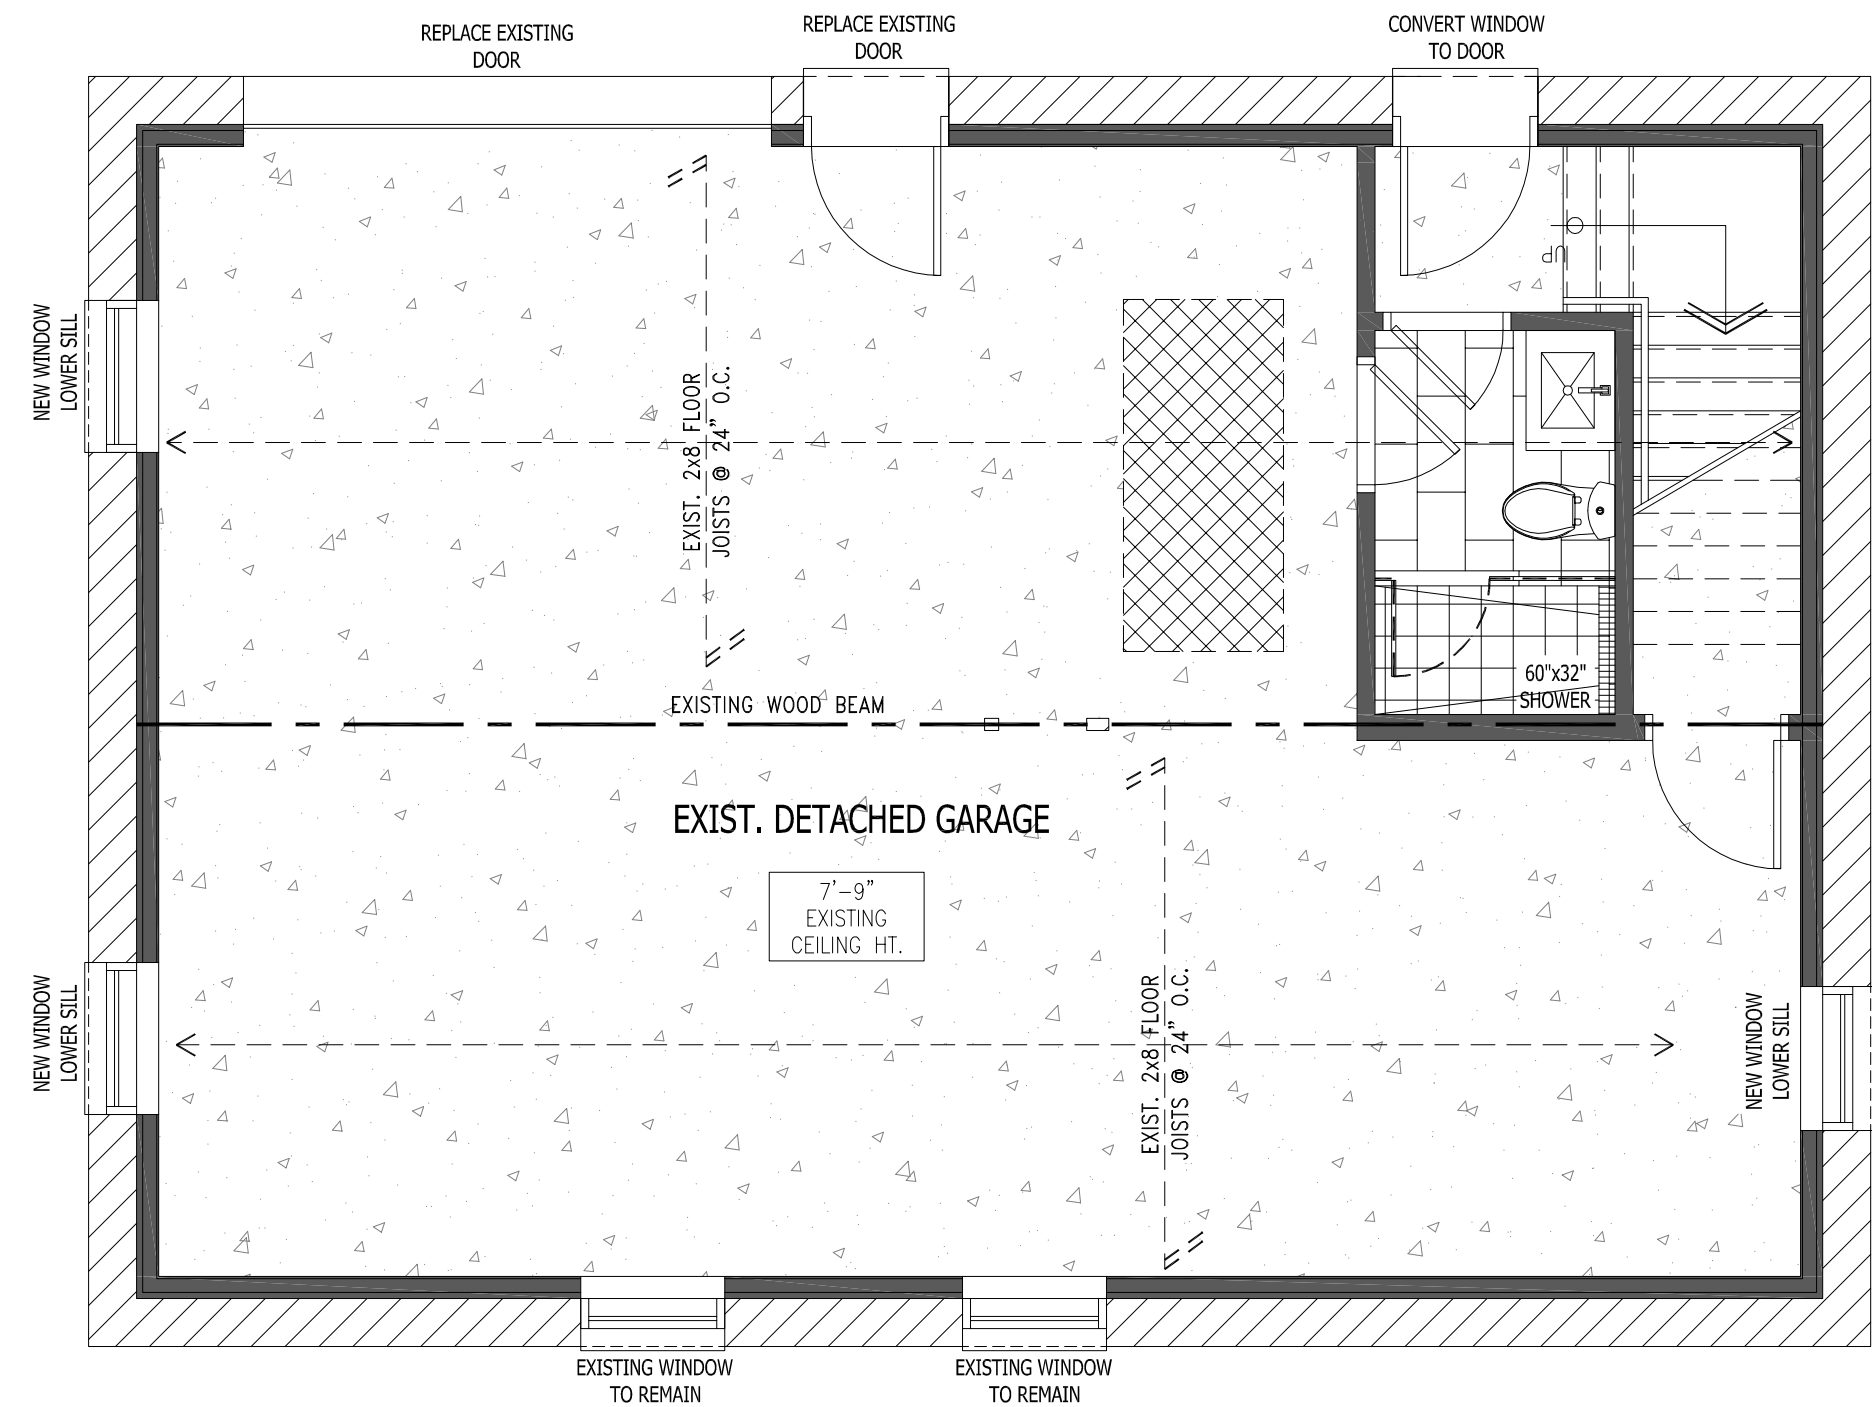 REPLACE EXISTING
DOOR
REPLACE EXISTING
DOOR
CONVERT WINDOW
TO DOOR
UP
NEW WINDOW
LOWER SILL
EXIST. 2x8 FLOOR
JOISTS @ 24" O.C.
60"x32"
SHOWER
EXISTING WOOD BEAM
EXIST. DETACHED GARAGE
7'-9"
EXISTING
CEILING HT.
NEW WINDOW
LOWER SILL
EXIST. 2x8 FLOOR
JOISTS @ 24" O.C.
NEW WINDOW
LOWER SILL
EXISTING WINDOW
TO REMAIN
EXISTING WINDOW
TO REMAIN